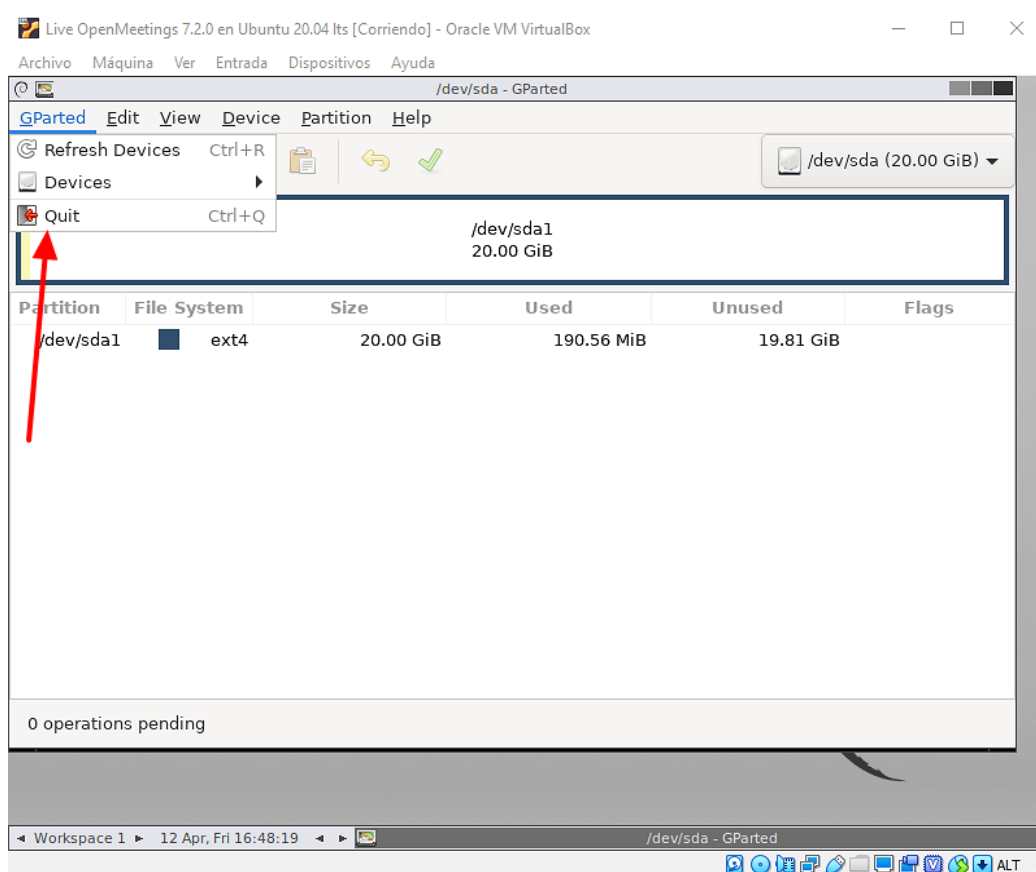 Live OpenMeetings 7.2.0 en Ubuntu 20.04 lts [Corriendo] - Oracle VM VirtualBox
Archivo Máquina Ver Entrada Dispositivos Ayuda
/dev/sda - GParted
GParted Edit View Device Partition Help
Refresh Devices Ctrl+R
/dev/sda (20.00 GiB)
Devices
Quit Ctrl+Q
/dev/sda1
20.00 GiB
Partition File System Size Used Unused Flags
/dev/sda1 ext4 20.00 GiB 190.56 MiB 19.81 GiB
0 operations pending
Workspace 1 12 Apr, Fri 16:48:19 /dev/sda - GParted
ALT